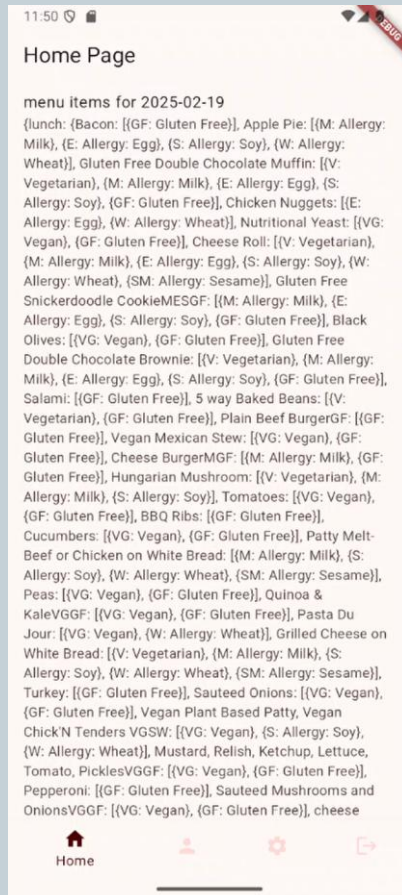 11:50
DEBUG
Home Page
menu items for 2025-02-19
{lunch: {Bacon: [{GF: Gluten Free}], Apple Pie: [{M: Allergy:
Milk}, {E: Allergy: Egg}, {S: Allergy: Soy}, {W: Allergy:
Wheat}], Gluten Free Double Chocolate Muffin: [{V:
Vegetarian}, {M: Allergy: Milk}, {E: Allergy: Egg}, {S:
Allergy: Soy}, {GF: Gluten Free}], Chicken Nuggets: [{E:
Allergy: Egg}, {W: Allergy: Wheat}], Nutritional Yeast: [{VG:
Vegan}, {GF: Gluten Free}], Cheese Roll: [{V: Vegetarian},
{M: Allergy: Milk}, {E: Allergy: Egg}, {S: Allergy: Soy}, {W:
Allergy: Wheat}, {SM: Allergy: Sesame}], Gluten Free
Snickerdoodle CookieMESGF: [{M: Allergy: Milk}, {E:
Allergy: Egg}, {S: Allergy: Soy}, {GF: Gluten Free}], Black
Olives: [{VG: Vegan}, {GF: Gluten Free}], Gluten Free
Double Chocolate Brownie: [{V: Vegetarian}, {M: Allergy:
Milk}, {E: Allergy: Egg}, {S: Allergy: Soy}, {GF: Gluten Free}],
Salami: [{GF: Gluten Free}], 5 way Baked Beans: [{V:
Vegetarian}, {GF: Gluten Free}], Plain Beef BurgerGF: [{GF:
Gluten Free}], Vegan Mexican Stew: [{VG: Vegan}, {GF:
Gluten Free}], Cheese BurgerMGF: [{M: Allergy: Milk}, {GF:
Gluten Free}], Hungarian Mushroom: [{V: Vegetarian}, {M:
Allergy: Milk}, {S: Allergy: Soy}], Tomatoes: [{VG: Vegan},
{GF: Gluten Free}], BBQ Ribs: [{GF: Gluten Free}],
Cucumbers: [{VG: Vegan}, {GF: Gluten Free}], Patty Melt-
Beef or Chicken on White Bread: [{M: Allergy: Milk}, {S:
Allergy: Soy}, {W: Allergy: Wheat}, {SM: Allergy: Sesame}],
Peas: [{VG: Vegan}, {GF: Gluten Free}], Quinoa &
KaleVGGF: [{VG: Vegan}, {GF: Gluten Free}], Pasta Du
Jour: [{VG: Vegan}, {W: Allergy: Wheat}], Grilled Cheese on
White Bread: [{V: Vegetarian}, {M: Allergy: Milk}, {S:
Allergy: Soy}, {W: Allergy: Wheat}, {SM: Allergy: Sesame}],
Turkey: [{GF: Gluten Free}], Sauteed Onions: [{VG: Vegan},
{GF: Gluten Free}], Vegan Plant Based Patty, Vegan
Chick'N Tenders VGSW: [{VG: Vegan}, {S: Allergy: Soy},
{W: Allergy: Wheat}], Mustard, Relish, Ketchup, Lettuce,
Tomato, PicklesVGGF: [{VG: Vegan}, {GF: Gluten Free}],
Pepperoni: [{GF: Gluten Free}], Sauteed Mushrooms and
OnionsVGGF: [{VG: Vegan}, {GF: Gluten Free}], cheese
Home